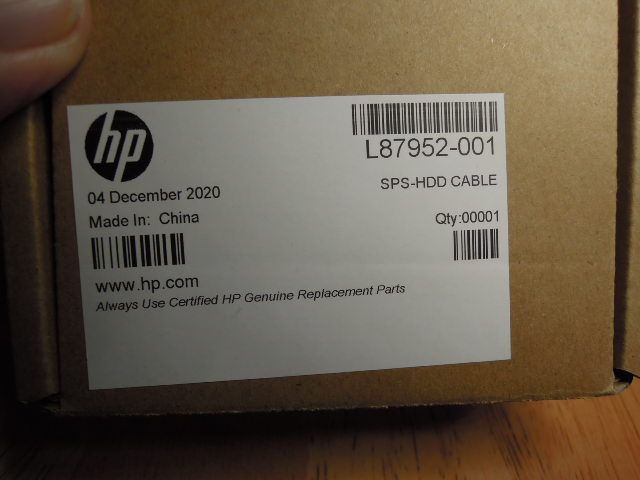 hp
L87952-001
04 December 2020
SPS-HDD CABLE
Made In: China
Qty:00001
www.hp.com
Always Use Certified HP Genuine Replacement Parts